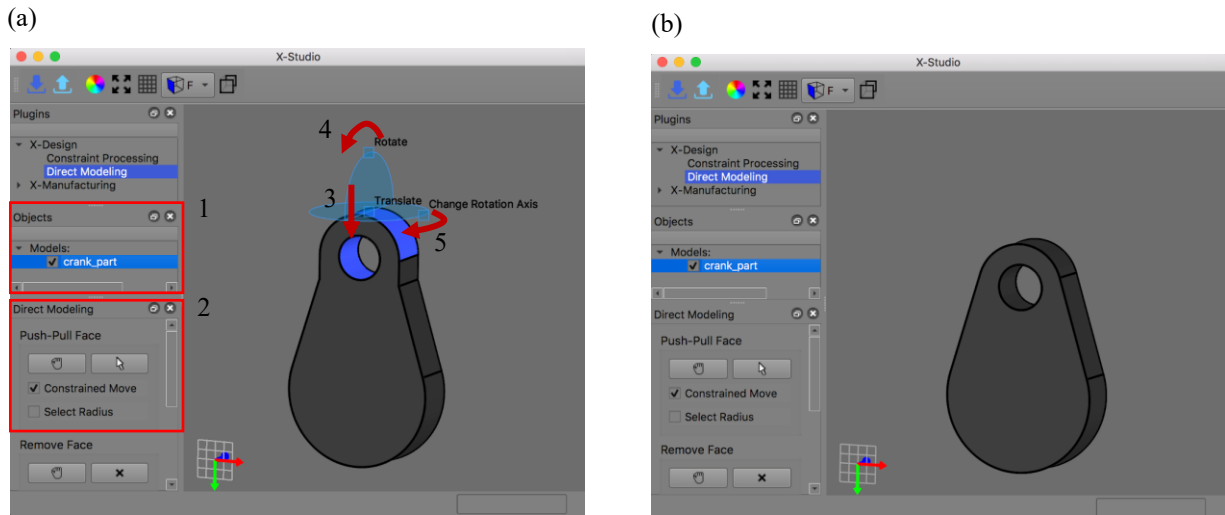 (a)
X-Studio
F
Plugins
X-Design
Constraint Processing
Direct Modeling
X-Manufacturing
1
Objects
Models:
crank_part
2
Direct Modeling
Push-Pull Face
Constrained Move
Select Radius
Remove Face
4
Rotate
3
Translate
Change Rotation Axis
5
(b)
X-Studio
F
Plugins
X-Design
Constraint Processing
Direct Modeling
X-Manufacturing
Objects
Models:
crank_part
Direct Modeling
Push-Pull Face
Constrained Move
Select Radius
Remove Face